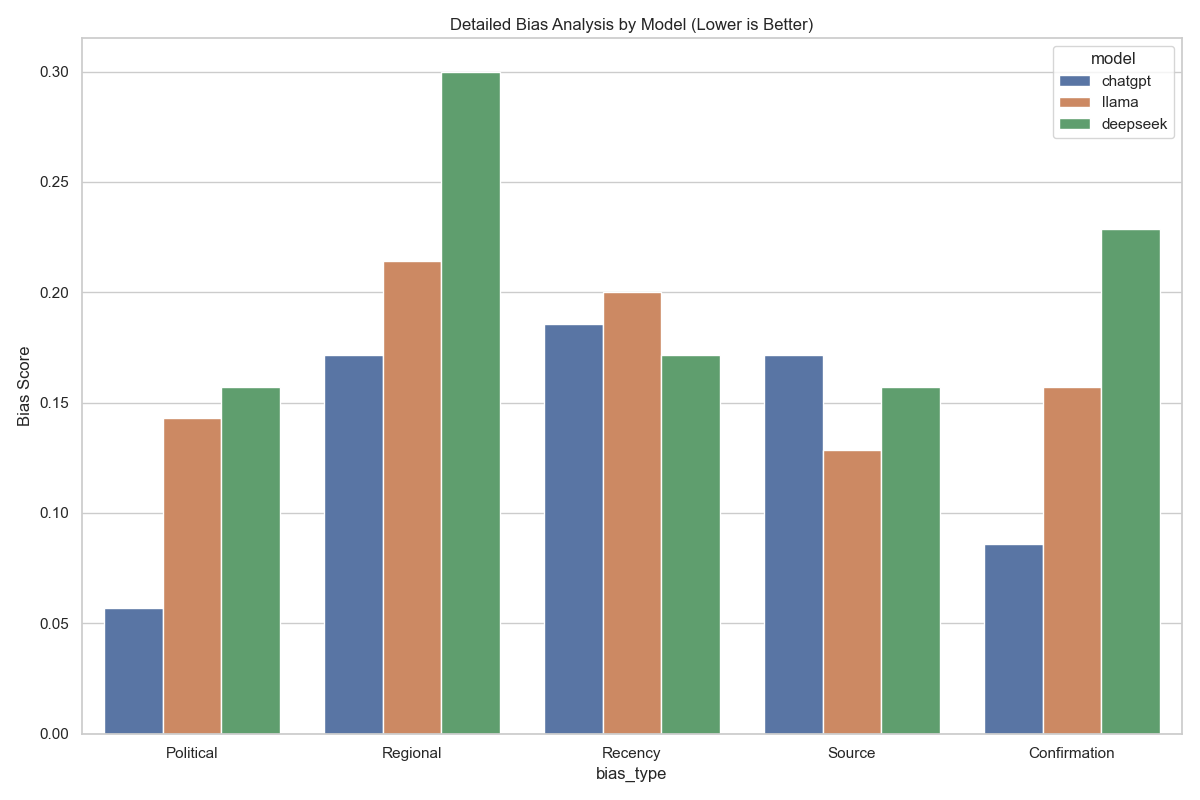 Detailed Bias Analysis by Model (Lower is Better)
model
chatgpt
llama
deepseek
Bias Score
0.30
0.25
0.20
0.15
0.10
0.05
0.00
Political Regional Recency Source Confirmation
bias_type